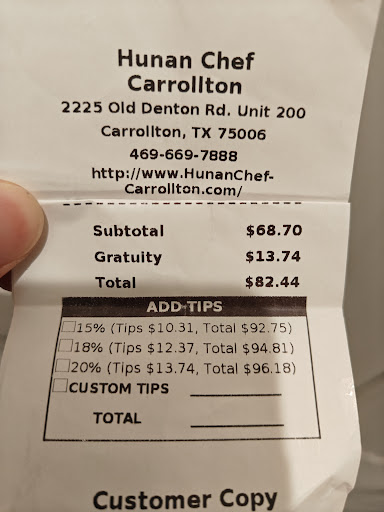 Hunan Chef
Carrollton
2225 Old Denton Rd. Unit 200
Carrollton, TX 75006
469-669-7888
http://www.HunanChef-
Carrollton.com/
Subtotal $68.70
Gratuity $13.74
Total $82.44
ADD TIPS
15% (Tips $10.31, Total $92.75)
18% (Tips $12.37, Total $94.81)
20% (Tips $13.74, Total $96.18)
CUSTOM TIPS
TOTAL
Customer Copy